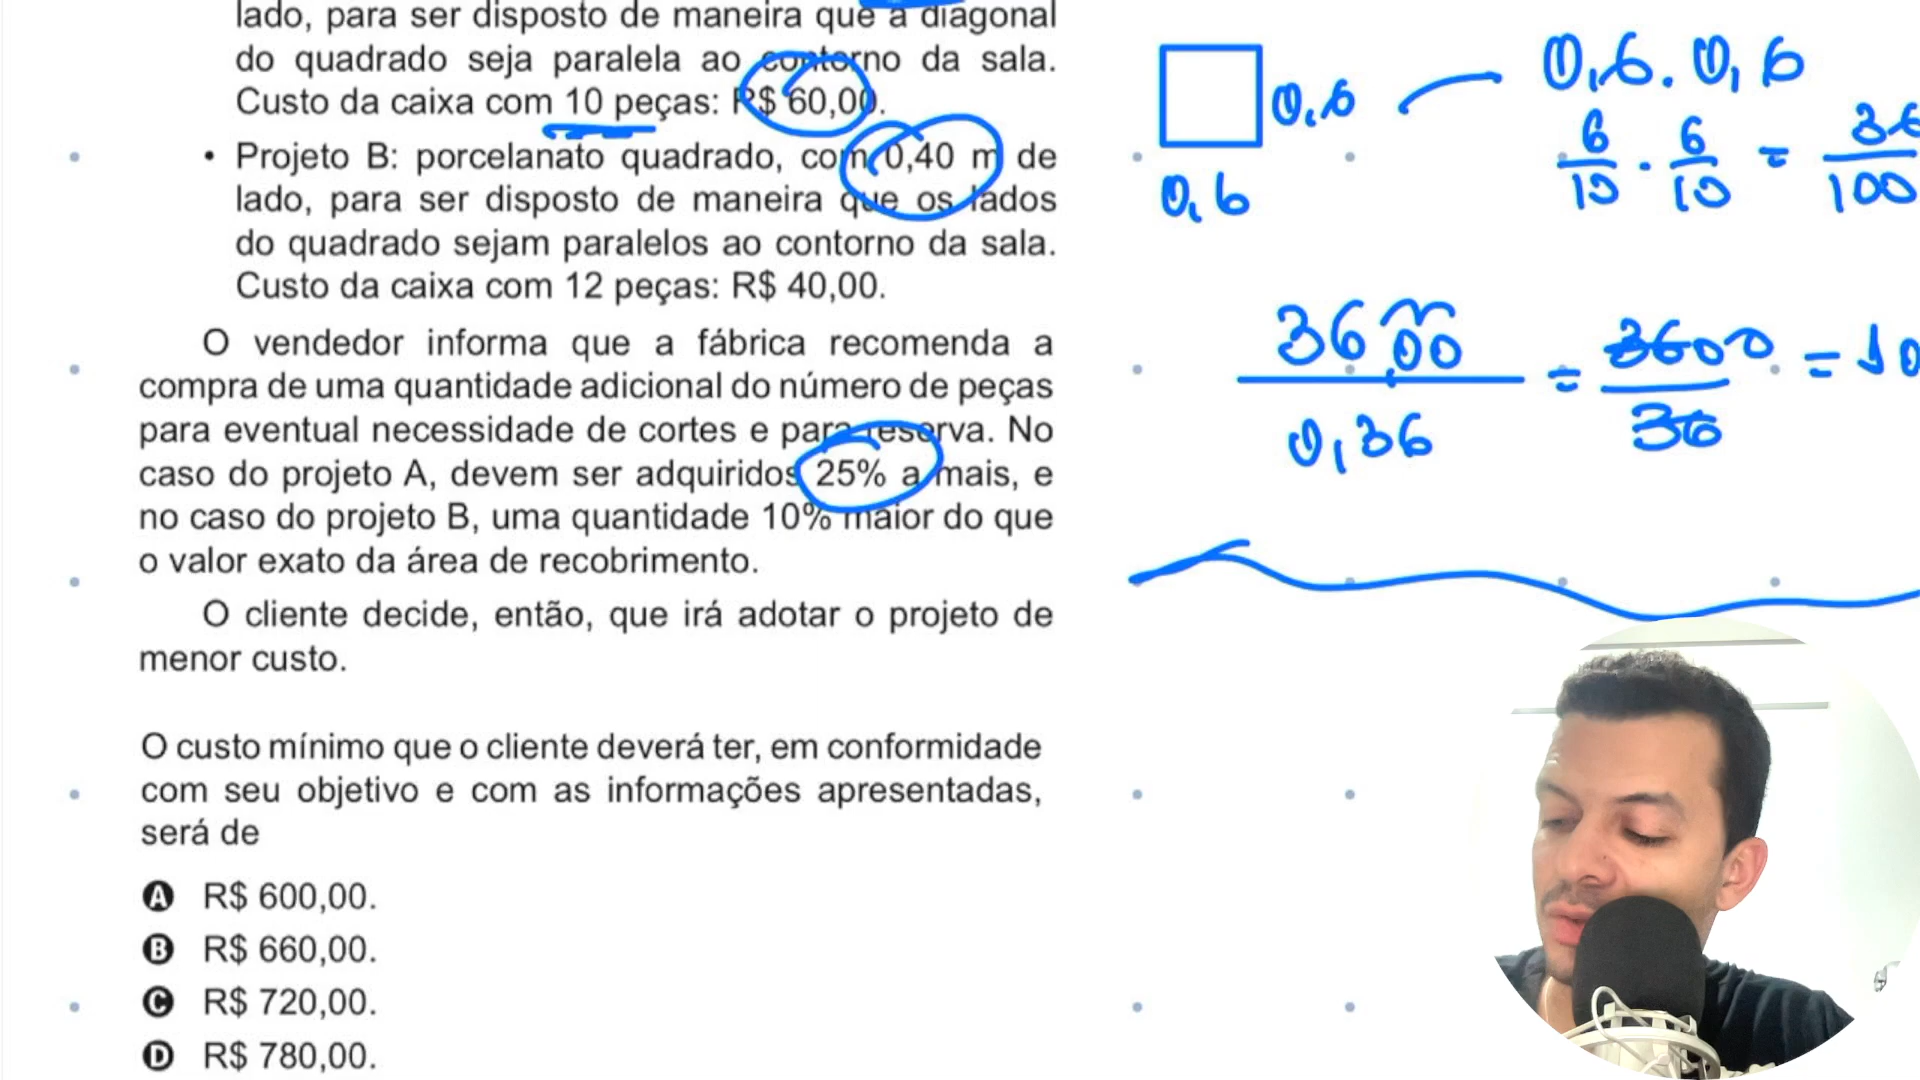 lado, para ser disposto de maneira que a diagonal
do quadrado seja paralela ao contorno da sala.
Custo da caixa com 10 peças: R$ 60,00.
• Projeto B: porcelanato quadrado, com 0,40 m de
lado, para ser disposto de maneira que os lados
do quadrado sejam paralelos ao contorno da sala.
Custo da caixa com 12 peças: R$ 40,00.
O vendedor informa que a fábrica recomenda a
compra de uma quantidade adicional do número de peças
para eventual necessidade de cortes e para reserva. No
caso do projeto A, devem ser adquiridos 25% a mais, e
no caso do projeto B, uma quantidade 10% maior do que
o valor exato da área de recobrimento.
O cliente decide, então, que irá adotar o projeto de
menor custo.
O custo mínimo que o cliente deverá ter, em conformidade
com seu objetivo e com as informações apresentadas,
será de
A R$ 600,00.
B R$ 660,00.
C R$ 720,00.
D R$ 780,00.
0,6
0,6
0,6. 0,6
6/10 . 6/10 = 36/100
36,00/0,36 = 3600/36 = 10